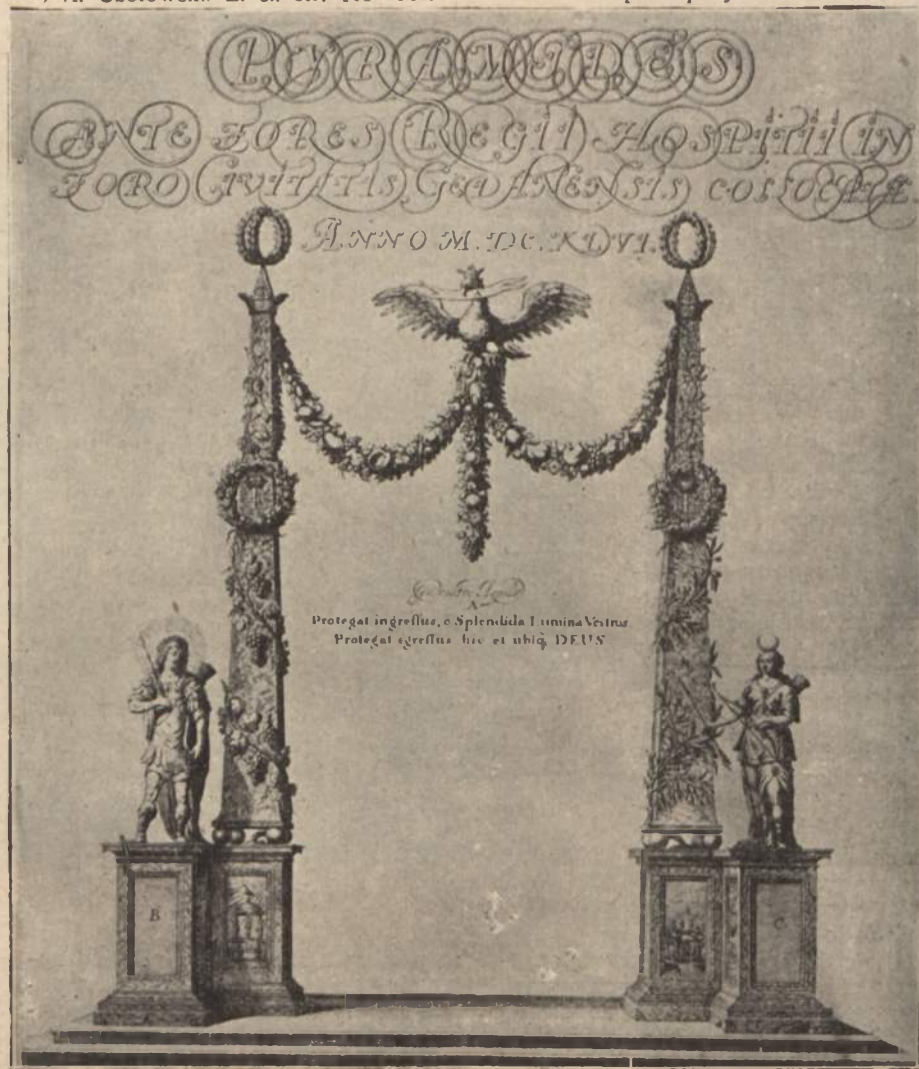 PYRAMIDES
ANTE FORES REGII HOSPITII IN
FORO CIVITATIS GEDANENSIS COLLOCATÆ.
ANNO M. DC. XLVI.
Protegat ingreſſus, ô Splendida Lumina Veſtros
Protegat egreſſus hic et ubiq́; DEUS
B
C